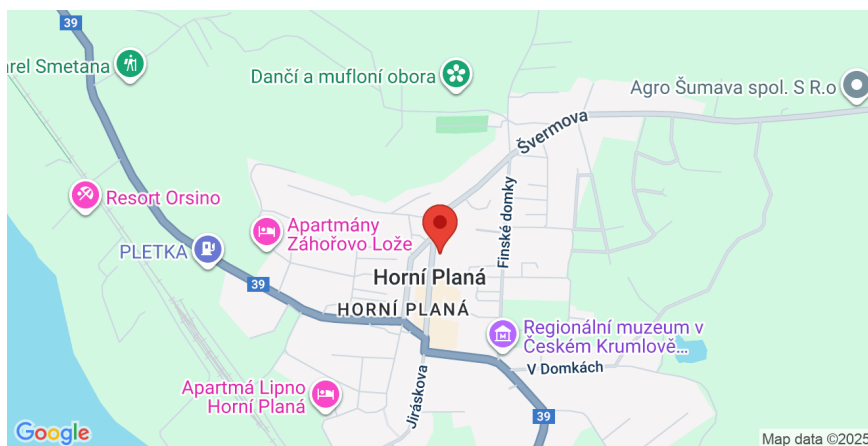 39
arel Smetana
Dančí a mufloní obora
Agro Šumava spol. S R.o
Švermova
Finské domky
Resort Orsino
Apartmány
Záhořovo Lože
PLETKA
39
Horní Planá
HORNÍ PLANÁ
Regionální muzeum v
Českém Krumlově...
V Domkách
Apartmá Lipno
Horní Planá
Jiráskova
39
Google
Map data ©2025